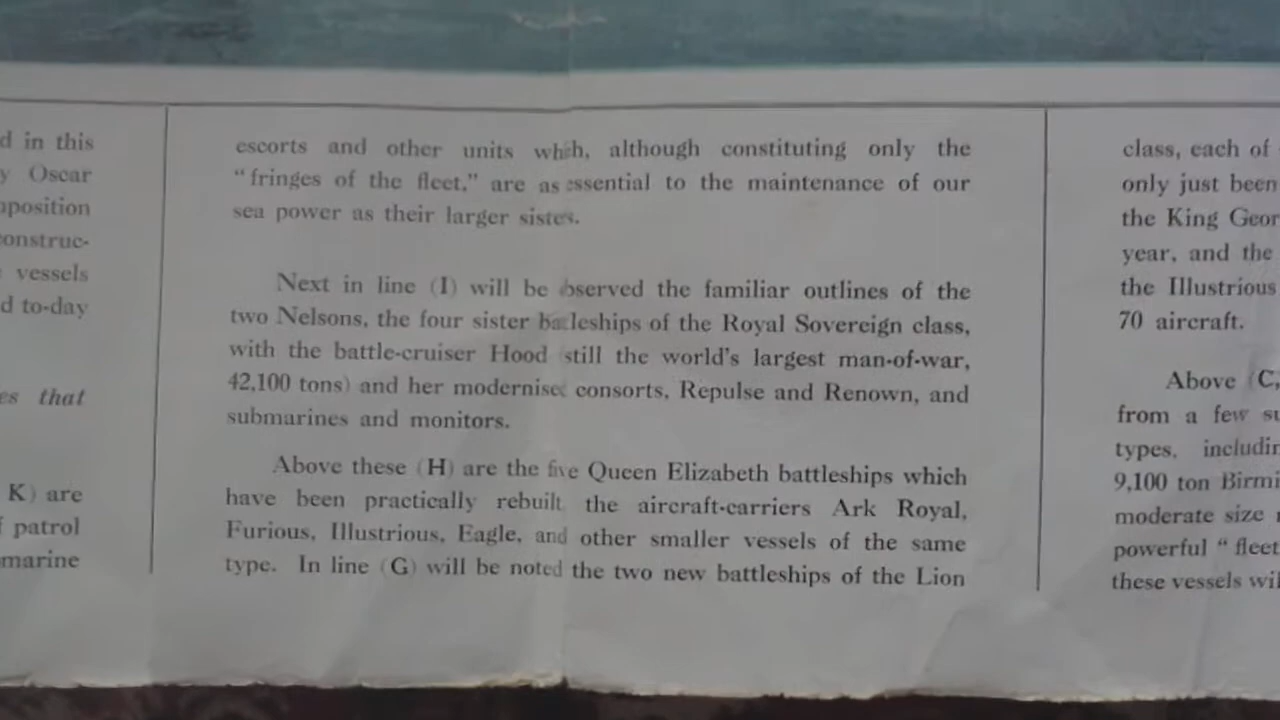 d in this
y Oscar
position
onstruc-
vessels
d to-day
es that
K) are
f patrol
marine
escorts and other units which, although constituting only the
"fringes of the fleet," are as essential to the maintenance of our
sea power as their larger sisters.
Next in line (I) will be observed the familiar outlines of the
two Nelsons, the four sister battleships of the Royal Sovereign class,
with the battle-cruiser Hood still the world's largest man-of-war,
42,100 tons) and her modernised consorts, Repulse and Renown, and
submarines and monitors.
Above these (H) are the five Queen Elizabeth battleships which
have been practically rebuilt the aircraft-carriers Ark Royal,
Furious, Illustrious, Eagle, and other smaller vessels of the same
type. In line (G) will be noted the two new battleships of the Lion
class, each of
only just been
the King Geor
year, and the
the Illustrious
70 aircraft.
Above (C,
from a few su
types, includin
9,100 ton Birmi
moderate size
powerful "fleet
these vessels wil